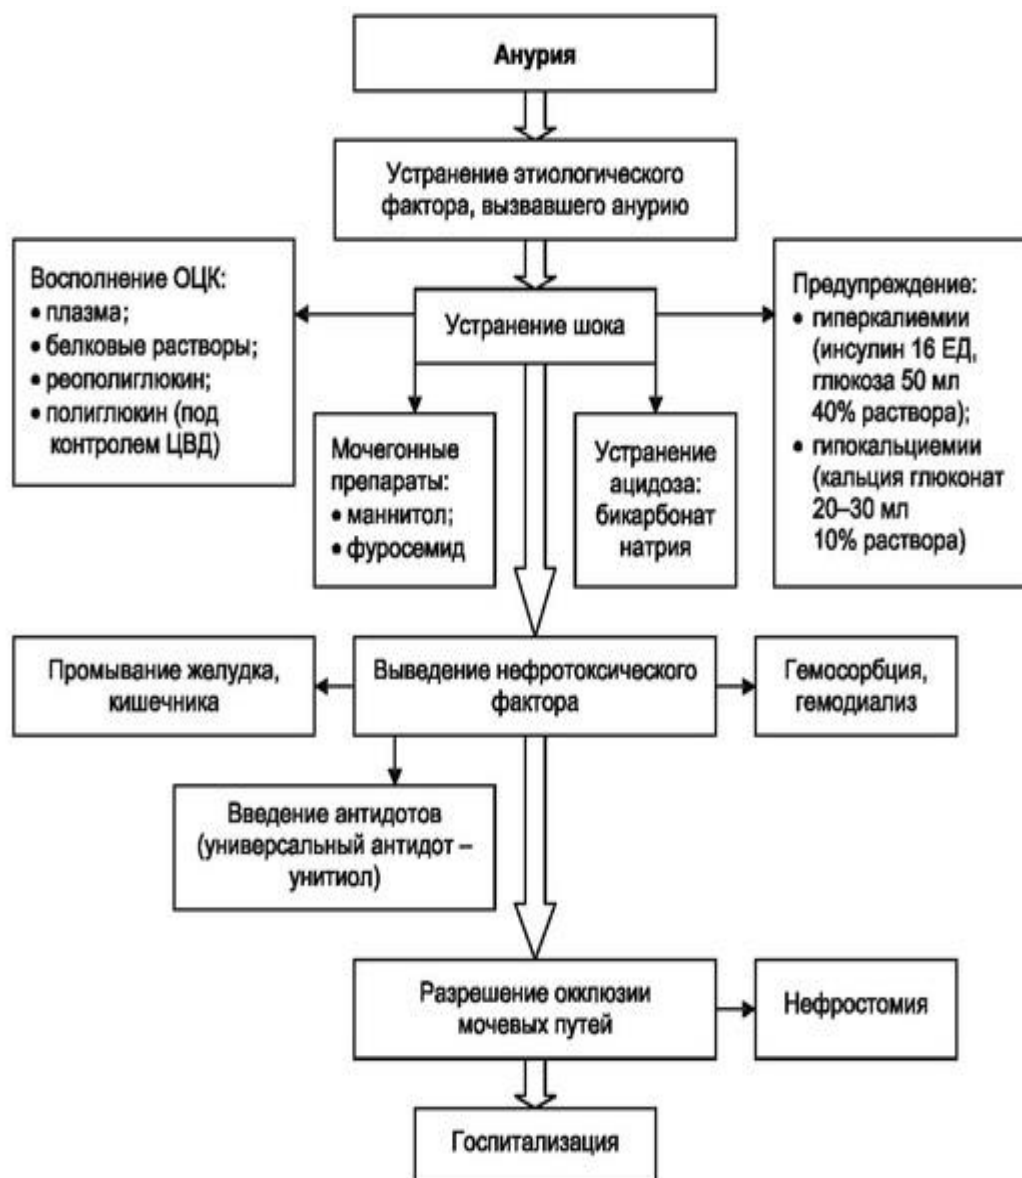 Анурия
Устранение этиологического
фактора, вызвавшего анурию
Восполнение ОЦК:
• плазма;
• белковые растворы;
• реополиглюкин;
• полиглюкин (под
контролем ЦВД)
Устранение шока
Предупреждение:
• гиперкалиемии
(инсулин 16 ЕД,
глюкоза 50 мл
40% раствора);
• гипокальциемии
(кальция глюконат
20–30 мл
10% раствора)
Мочегонные
препараты:
• маннитол;
• фуросемид
Устранение
ацидоза:
бикарбонат
натрия
Промывание желудка,
кишечника
Выведение нефротоксического
фактора
Гемосорбция,
гемодиализ
Введение антидотов
(универсальный антидот –
унитиол)
Разрешение окклюзии
мочевых путей
Нефростомия
Госпитализация